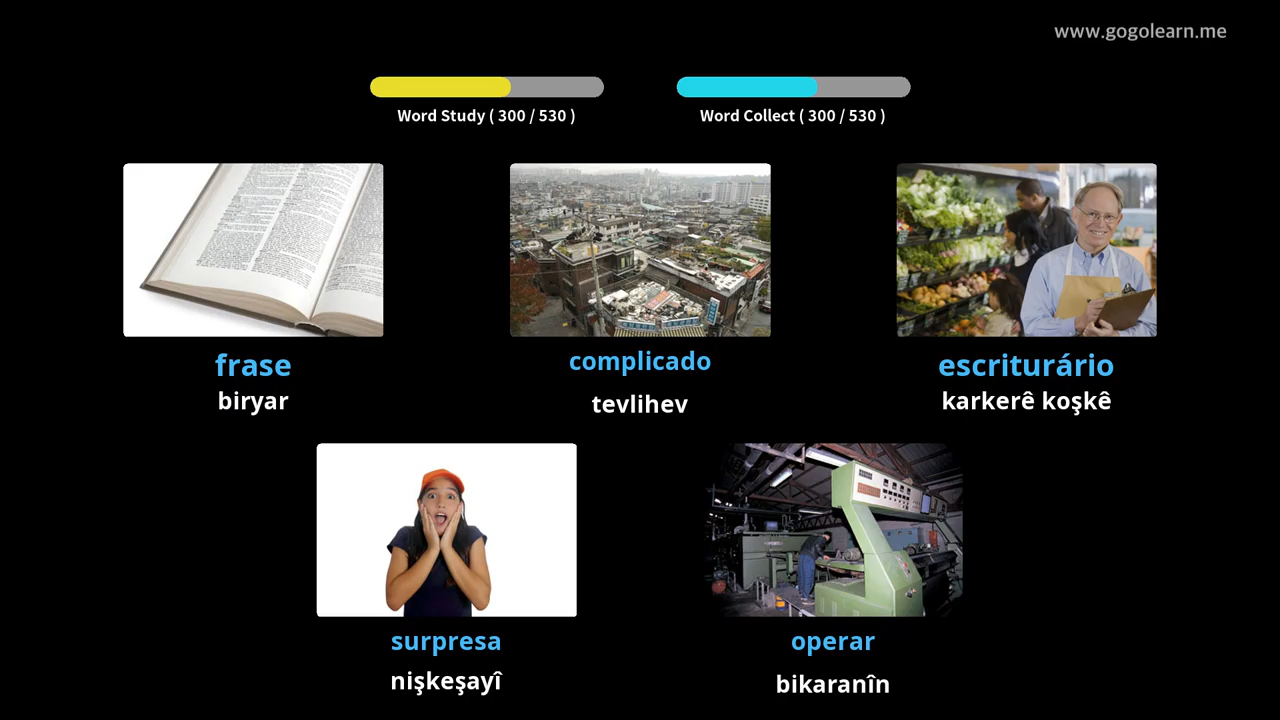 www.gogolearn.me
Word Study ( 300 / 530 )
Word Collect ( 300 / 530 )
frase
biryar
complicado
tevlihev
escriturário
karkerê koşkê
surpresa
nişkeşayî
operar
bikaranîn